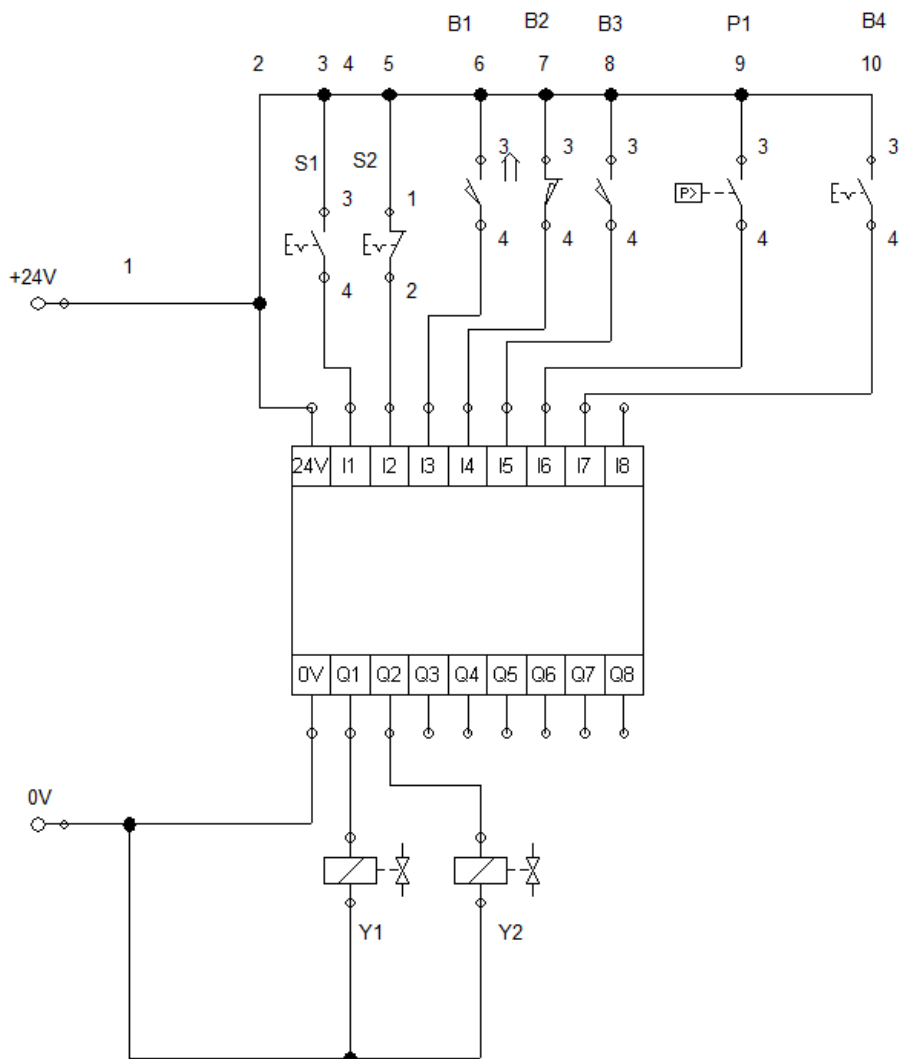 B1 B2 B3 P1 B4
2 3 4 5 6 7 8 9 10
S1 S2 3 3 3 3 3
3 1 P>
4 4 4 4 4
1 4 2
+24V
24V I1 I2 I3 I4 I5 I6 I7 I8
0V Q1 Q2 Q3 Q4 Q5 Q6 Q7 Q8
0V
Y1 Y2